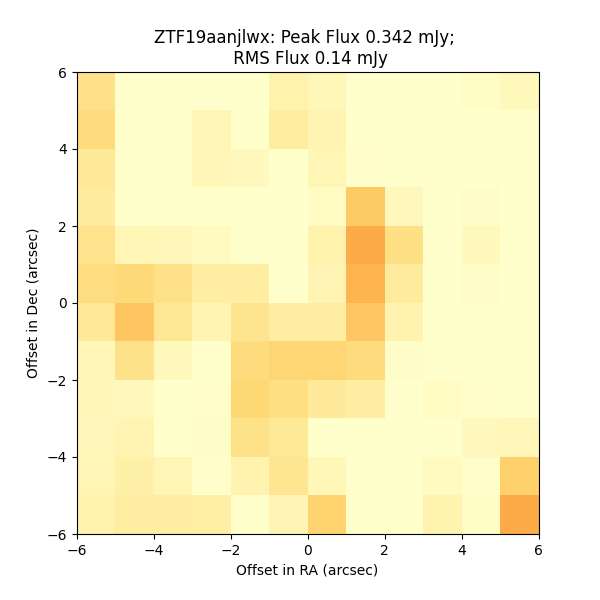 ZTF19aanjlwx: Peak Flux 0.342 mJy;
RMS Flux 0.14 mJy
6
4
2
0
−2
−4
−6
Offset in Dec (arcsec)
−6 −4 −2 0 2 4 6
Offset in RA (arcsec)